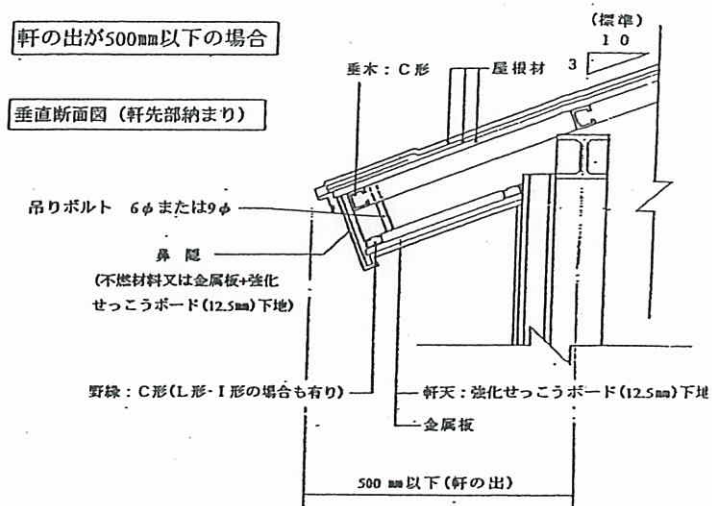 軒の出が500mm以下の場合
(標準)
10
3
垂木：C形
屋根材
垂直断面図（軒先部納まり）
吊りボルト 6φまたは9φ
鼻隠
(不燃材料又は金属板+強化
せっこうボード(12.5mm)下地)
野縁：C形(L形・I形の場合も有り)
軒天：強化せっこうボード(12.5mm)下地
金属板
500 mm以下(軒の出)